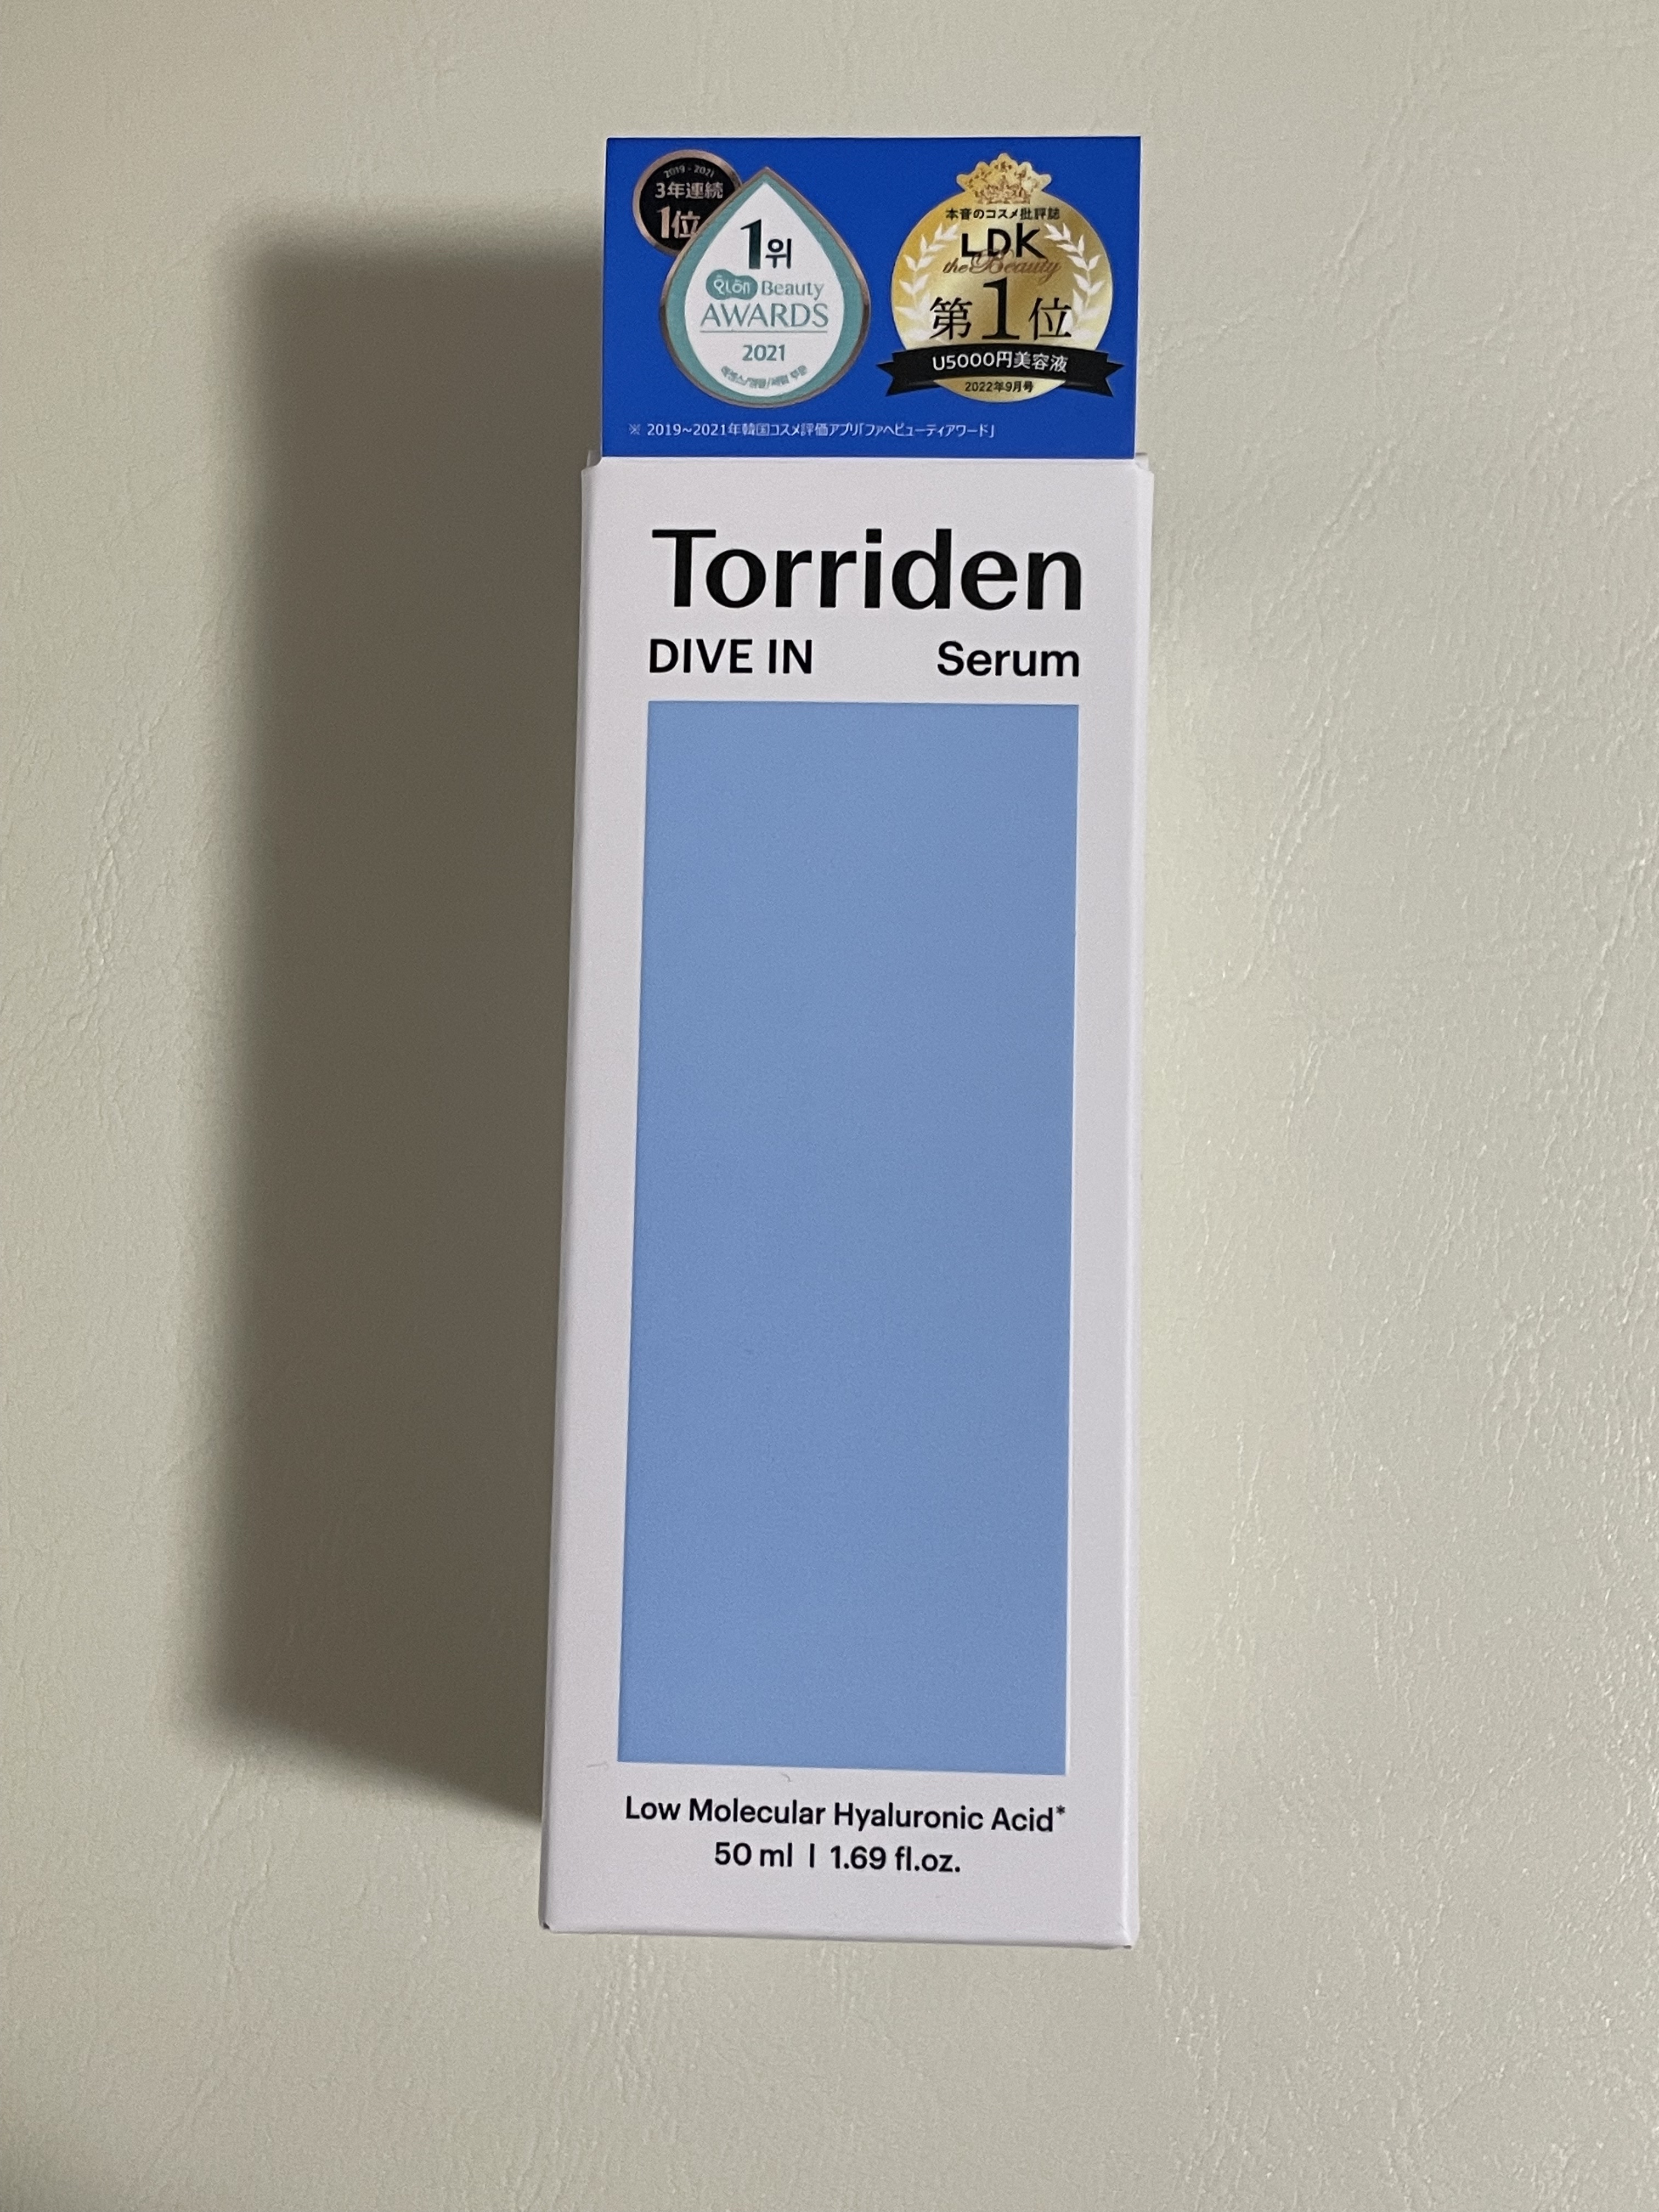 2019 - 2021
3年連続
1位
1위
Beauty
AWARDS
2021
本音のコスメ批評誌
LDK
the Beauty
第1位
U5000円美容液
2022年9月号
※ 2019~2021年韓国コスメ評価アプリ「ファヘビューティアワード」
Torriden
DIVE IN Serum
Low Molecular Hyaluronic Acid*
50 ml | 1.69 fl.oz.